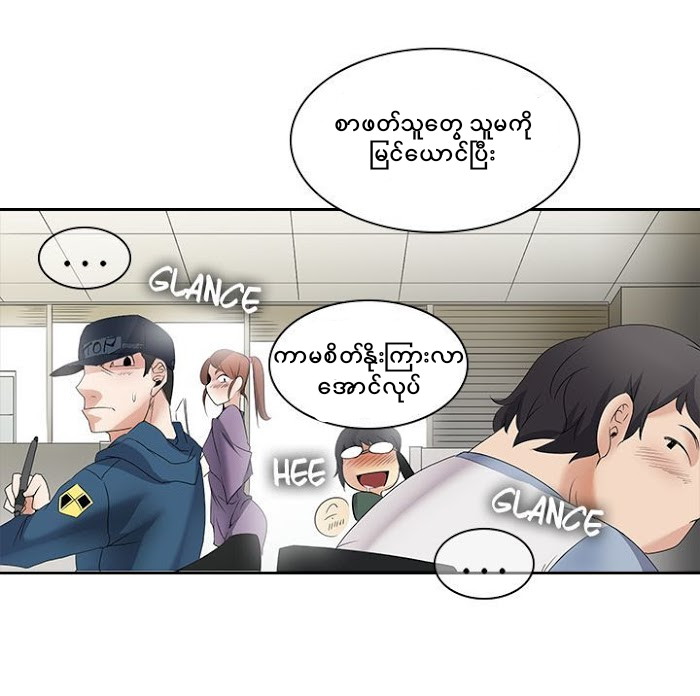 စာဖတ်သူတွေ သူမကို
မြင်ယောင်ပြီး
...
GLANCE
TON
ကာမစိတ်နိုးကြားလာ
အောင်လုပ်
HEE
GLANCE
...